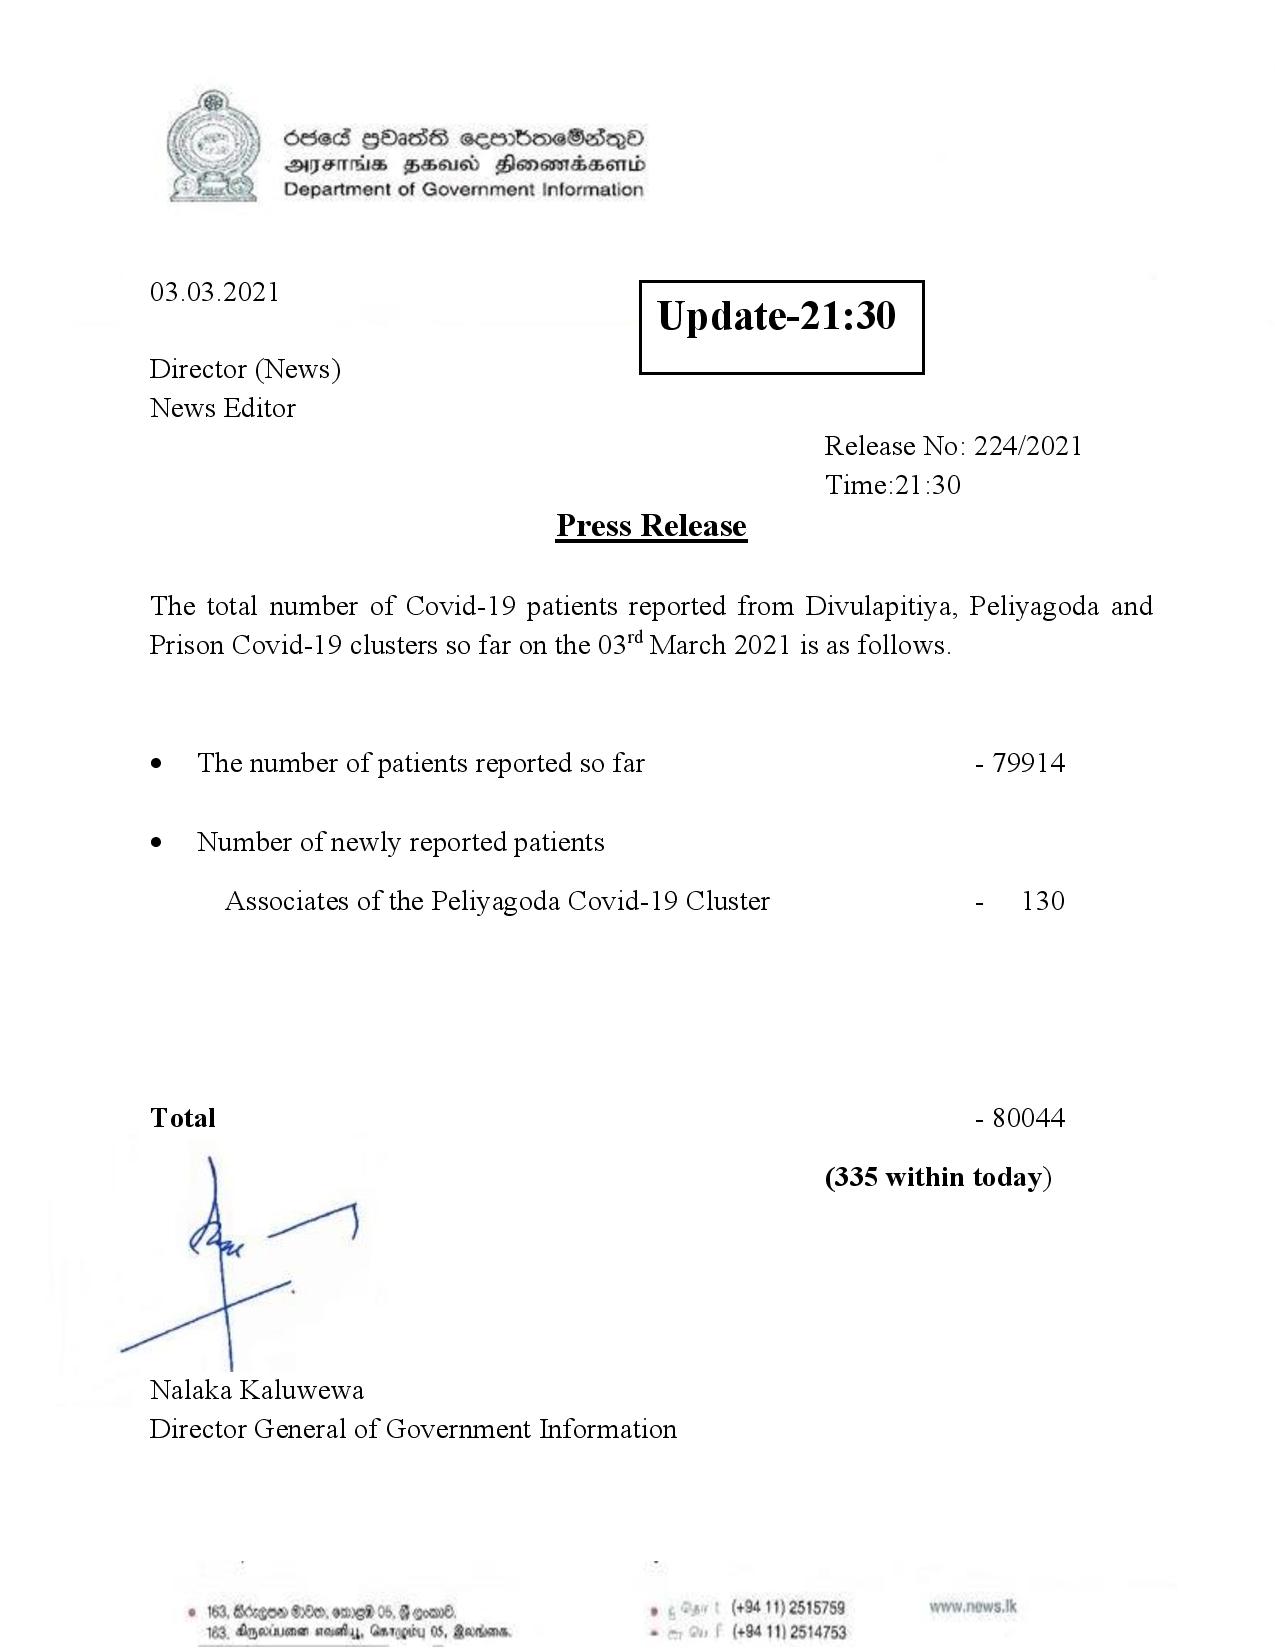 රජයේ ප්‍රවෘත්ති දෙපාර්තමේන්තුව
அரசாங்க தகவல் திணைக்களம்
Department of Government Information
03.03.2021
Update-21:30
Director (News)
News Editor
Release No: 224/2021
Time:21:30
Press Release
The total number of Covid-19 patients reported from Divulapitiya, Peliyagoda and
Prison Covid-19 clusters so far on the 03rd March 2021 is as follows.
• The number of patients reported so far - 79914
• Number of newly reported patients
Associates of the Peliyagoda Covid-19 Cluster - 130
Total - 80044
(335 within today)
Nalaka Kaluwewa
Director General of Government Information
163, කිරුලපන මාවත, කොළඹ 05, ශ්‍රී ලංකාව.
(+94 11) 2515759
www.news.lk
163, கிருலப்பனை எவனியூ, கொழும்பு 05, இலங்கை.
(+94 11) 2514753